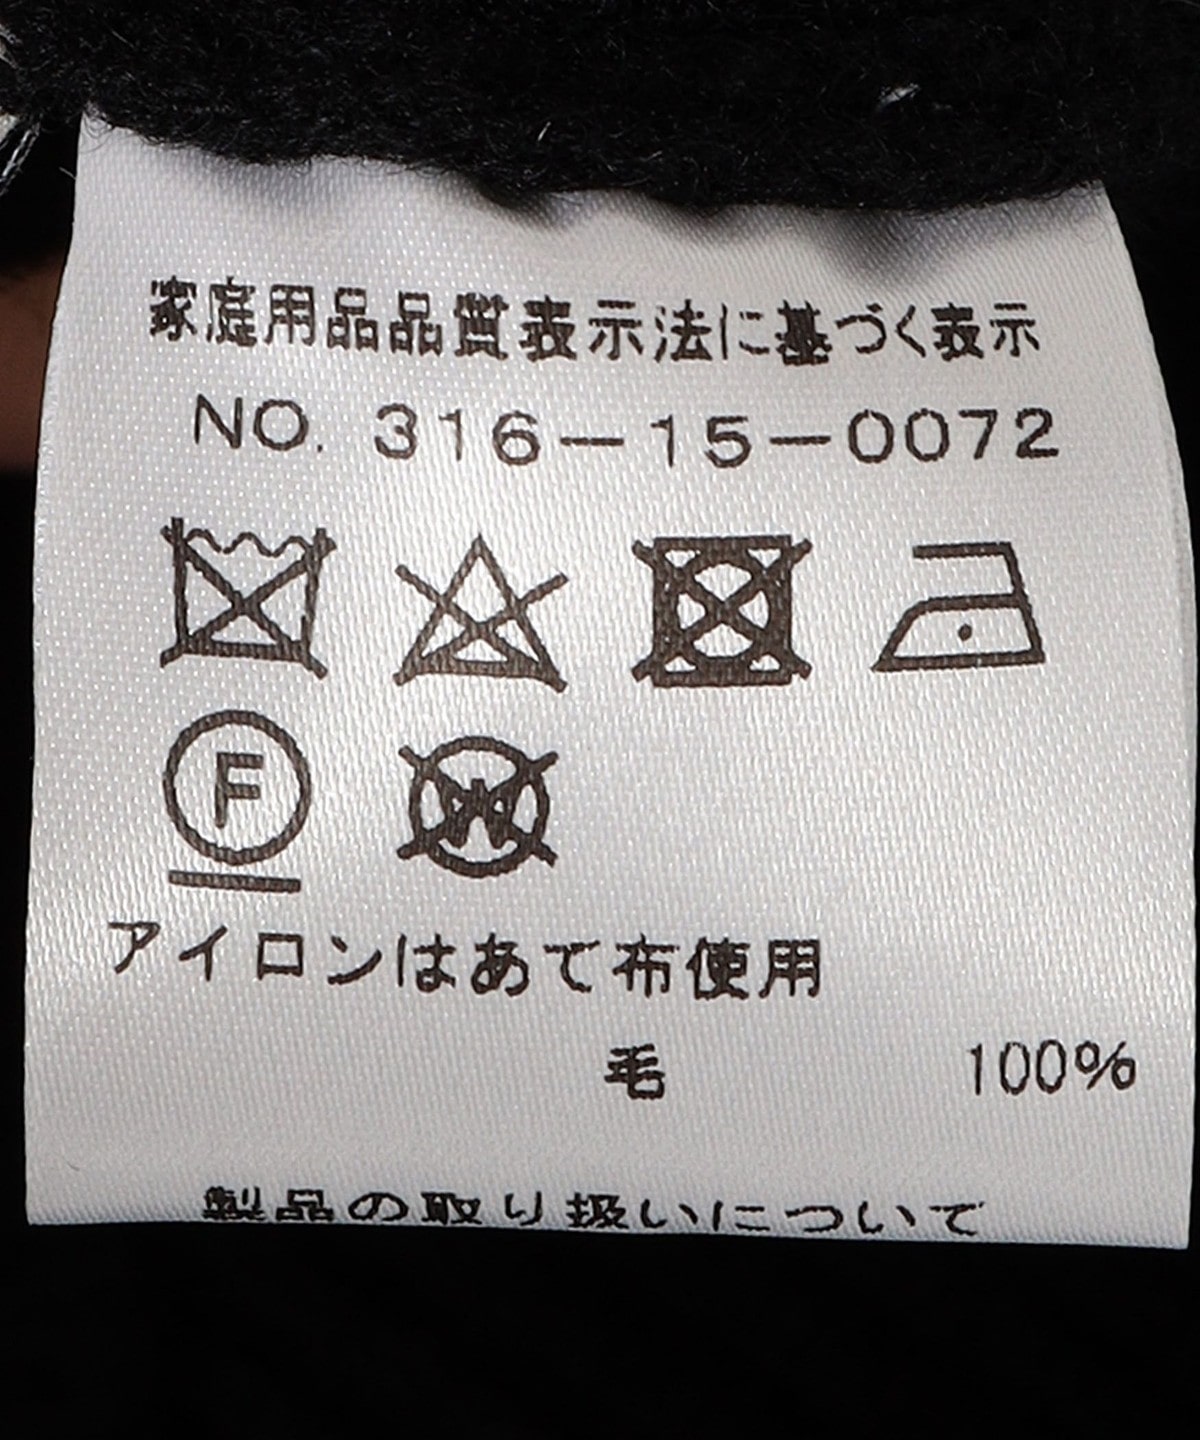 家庭用品品質表示法に基づく表示
NO. 316-15-0072
F
W
アイロンはあて布使用
毛 100%
製品の取り扱いについて